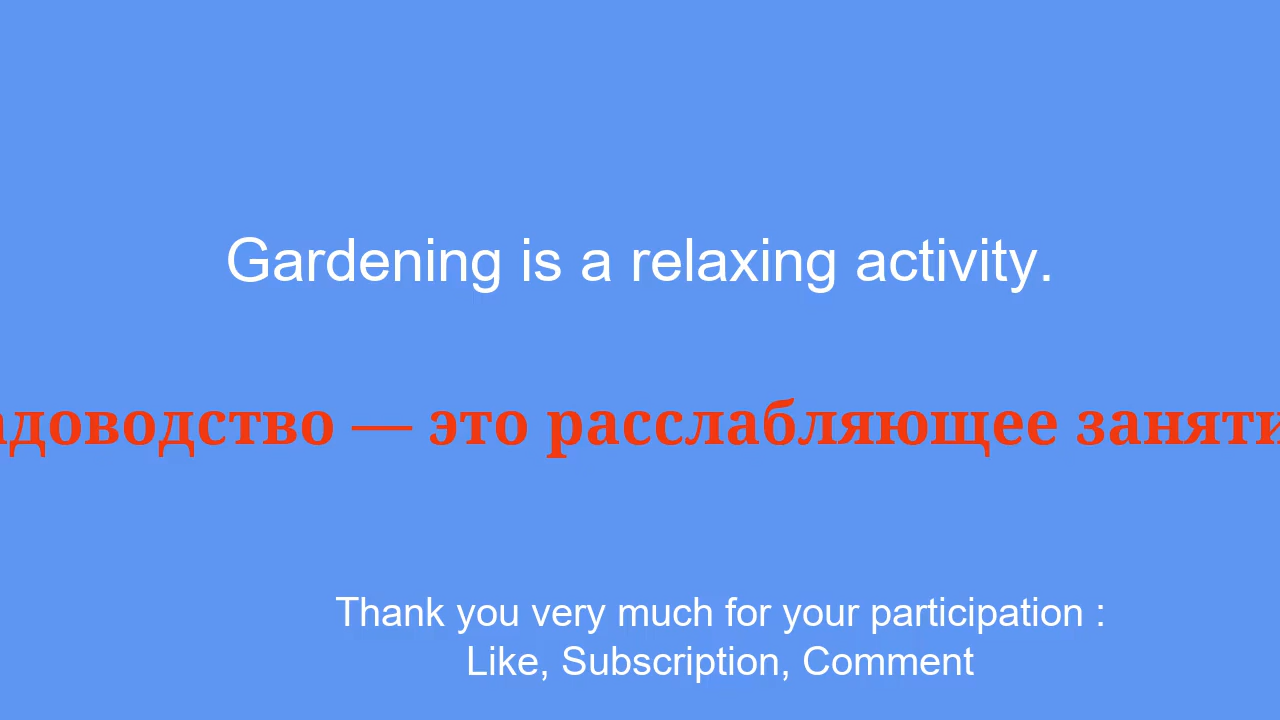 Gardening is a relaxing activity.
адоводство — это расслабляющее заняти
Thank you very much for your participation :
Like, Subscription, Comment